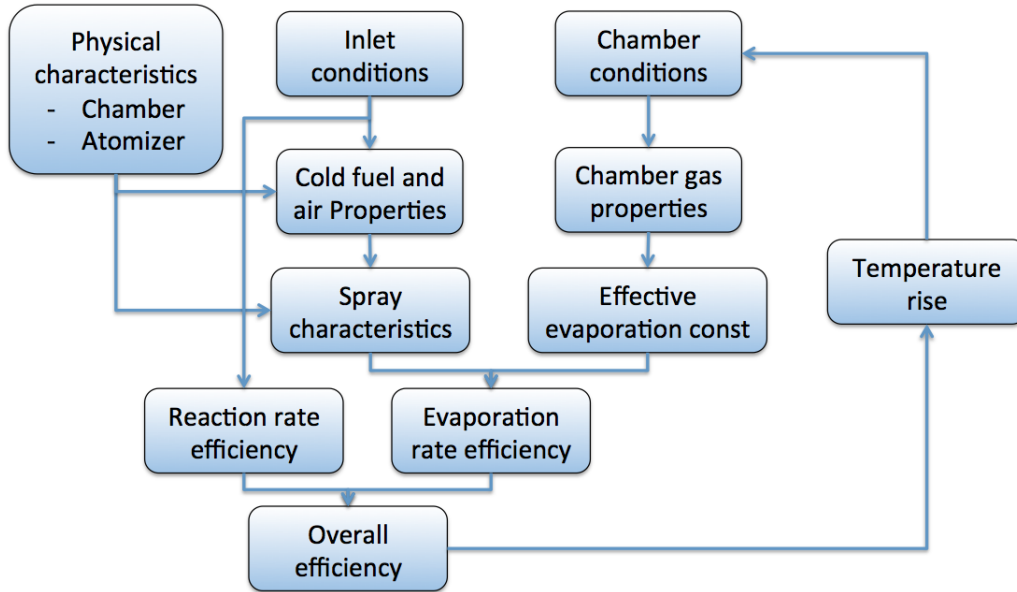 Physical
characteristics
- Chamber
- Atomizer
Inlet
conditions
Chamber
conditions
Cold fuel and
air Properties
Chamber gas
properties
Spray
characteristics
Effective
evaporation const
Temperature
rise
Reaction rate
efficiency
Evaporation
rate efficiency
Overall
efficiency